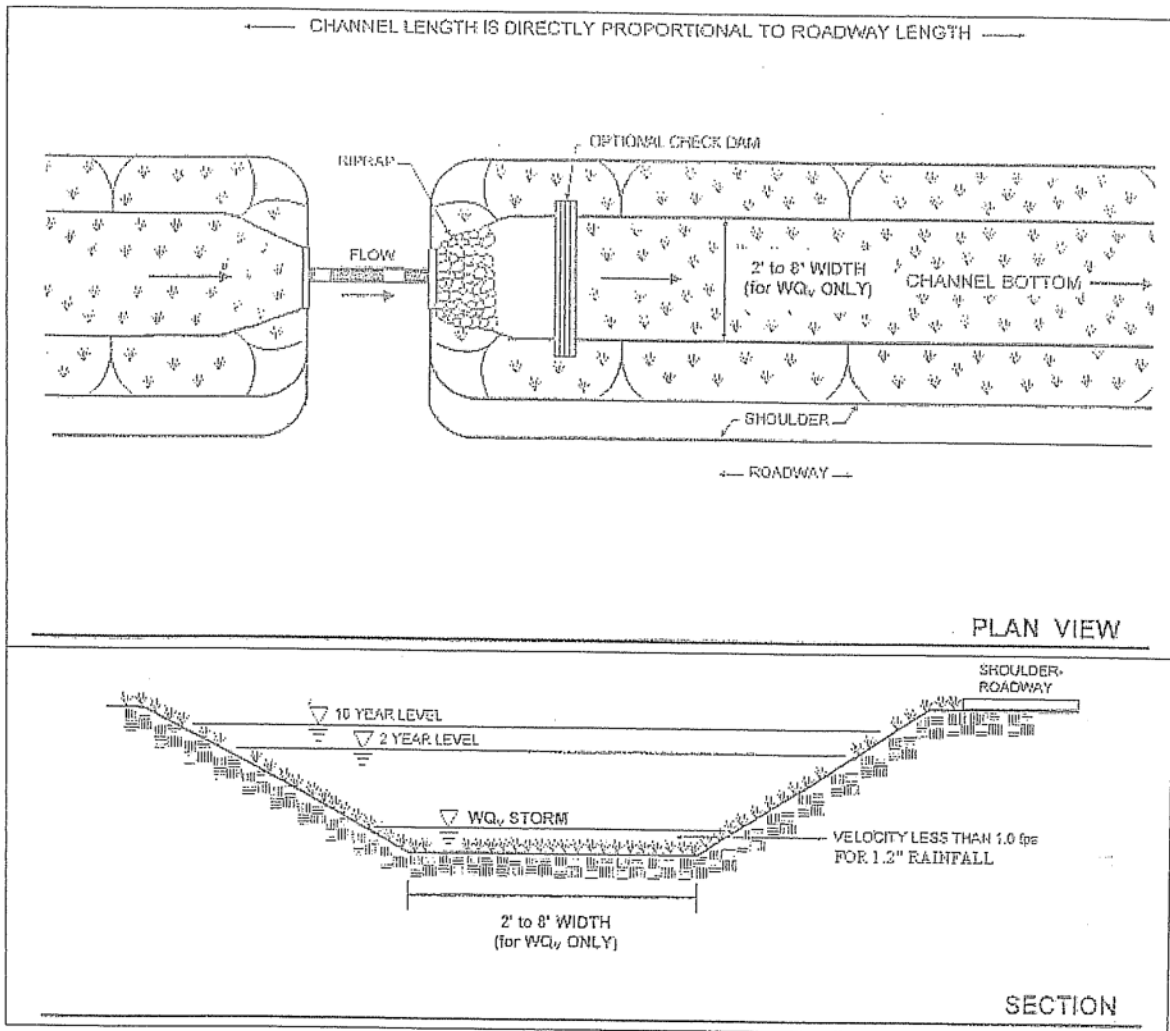 CHANNEL LENGTH IS DIRECTLY PROPORTIONAL TO ROADWAY LENGTH
OPTIONAL CHECK DAM
RIPRAP
FLOW
2' to 8' WIDTH
(for WQv ONLY)
CHANNEL BOTTOM
SHOULDER
ROADWAY
PLAN VIEW
SHOULDER-
ROADWAY
10 YEAR LEVEL
2 YEAR LEVEL
WQv STORM
VELOCITY LESS THAN 1.0 fps
FOR 1.2" RAINFALL
2' to 8' WIDTH
(for WQv ONLY)
SECTION